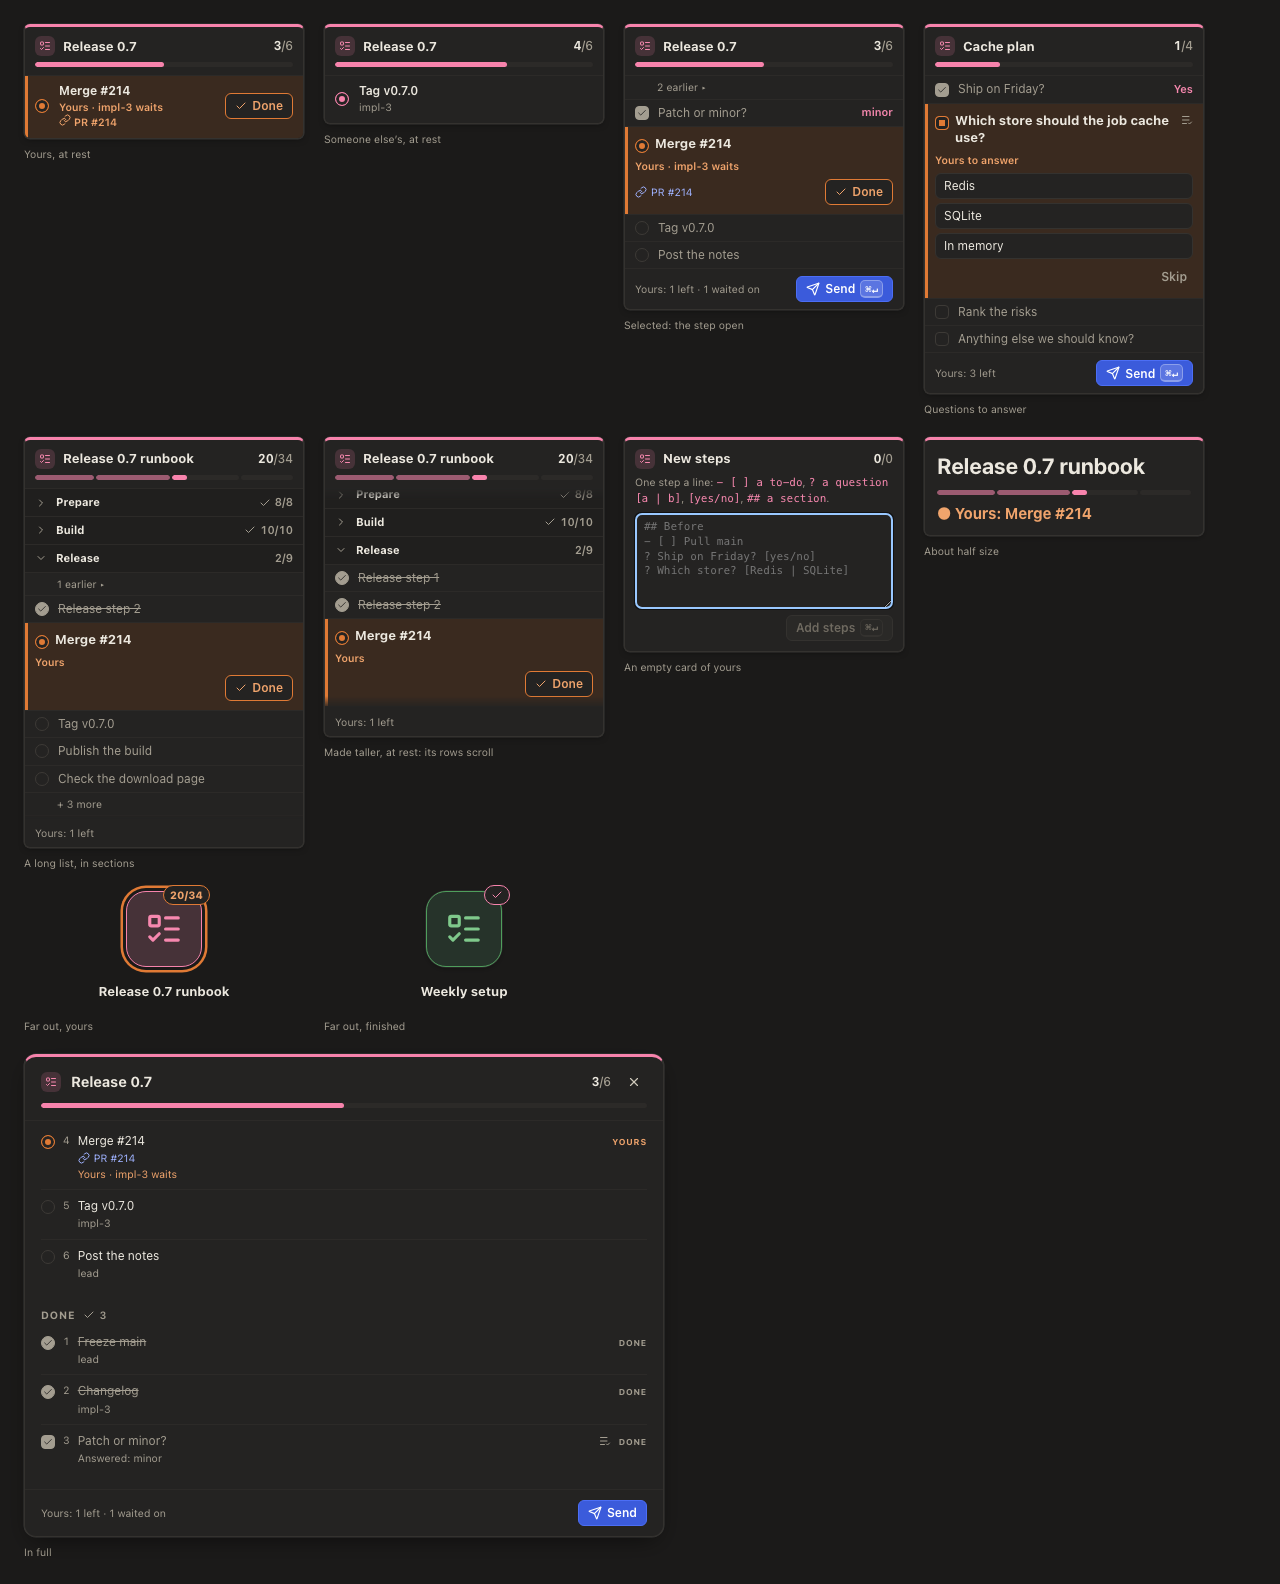 Release 0.7
3/6
Merge #214
Yours · impl-3 waits
PR #214
Done
Yours, at rest
Release 0.7
4/6
Tag v0.7.0
impl-3
Someone else's, at rest
Release 0.7
3/6
2 earlier
Patch or minor?
minor
Merge #214
Yours · impl-3 waits
PR #214
Done
Tag v0.7.0
Post the notes
Yours: 1 left · 1 waited on
Send ⌘↵
Selected: the step open
Cache plan
1/4
Ship on Friday?
Yes
Which store should the job cache
use?
Yours to answer
Redis
SQLite
In memory
Skip
Rank the risks
Anything else we should know?
Yours: 3 left
Send ⌘↵
Questions to answer
Release 0.7 runbook
20/34
Prepare
8/8
Build
10/10
Release
2/9
1 earlier
Release step 2
Merge #214
Yours
Done
Tag v0.7.0
Publish the build
Check the download page
+ 3 more
Yours: 1 left
A long list, in sections
Release 0.7 runbook
20/34
Prepare
8/8
Build
10/10
Release
2/9
Release step 1
Release step 2
Merge #214
Yours
Done
Yours: 1 left
Made taller, at rest: its rows scroll
New steps
0/0
One step a line: - [ ] a to-do, ? a question
[a | b], [yes/no], ## a section.
## Before
- [ ] Pull main
? Ship on Friday? [yes/no]
? Which store? [Redis | SQLite]
Add steps ⌘↵
An empty card of yours
Release 0.7 runbook
Yours: Merge #214
About half size
20/34
Release 0.7 runbook
Far out, yours
Weekly setup
Far out, finished
Release 0.7
3/6
4 Merge #214
YOURS
PR #214
Yours · impl-3 waits
5 Tag v0.7.0
impl-3
6 Post the notes
lead
DONE 3
1 Freeze main
DONE
lead
2 Changelog
DONE
impl-3
3 Patch or minor?
DONE
Answered: minor
Yours: 1 left · 1 waited on
Send
In full